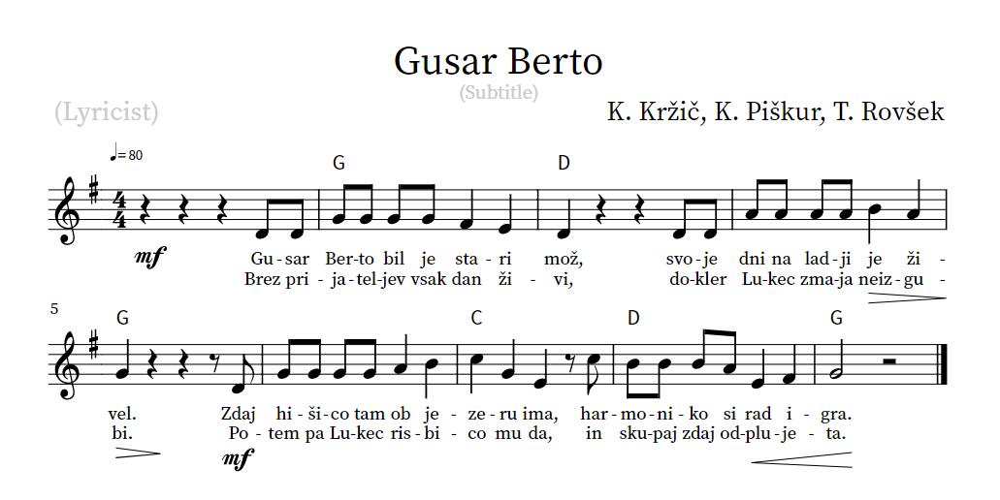 Gusar Berto
(Subtitle)
(Lyricist)
K. Kržič, K. Piškur, T. Rovšek
♩= 80
G D
4
4
mf
Gu - sar Ber - to bil je sta - ri mož, svo - je dni na lad - ji je ži -
Brez pri - ja - tel - jev vsak dan ži - vi, do - kler Lu - kec zma - ja neiz - gu -
5
G C D G
vel. Zdaj hi - ši - co tam ob je - ze - ru ima, har - mo - ni - ko si rad i - gra.
bi. Po - tem pa Lu - kec ris - bi - co mu da, in sku - paj zdaj od - plu - je - ta.
mf